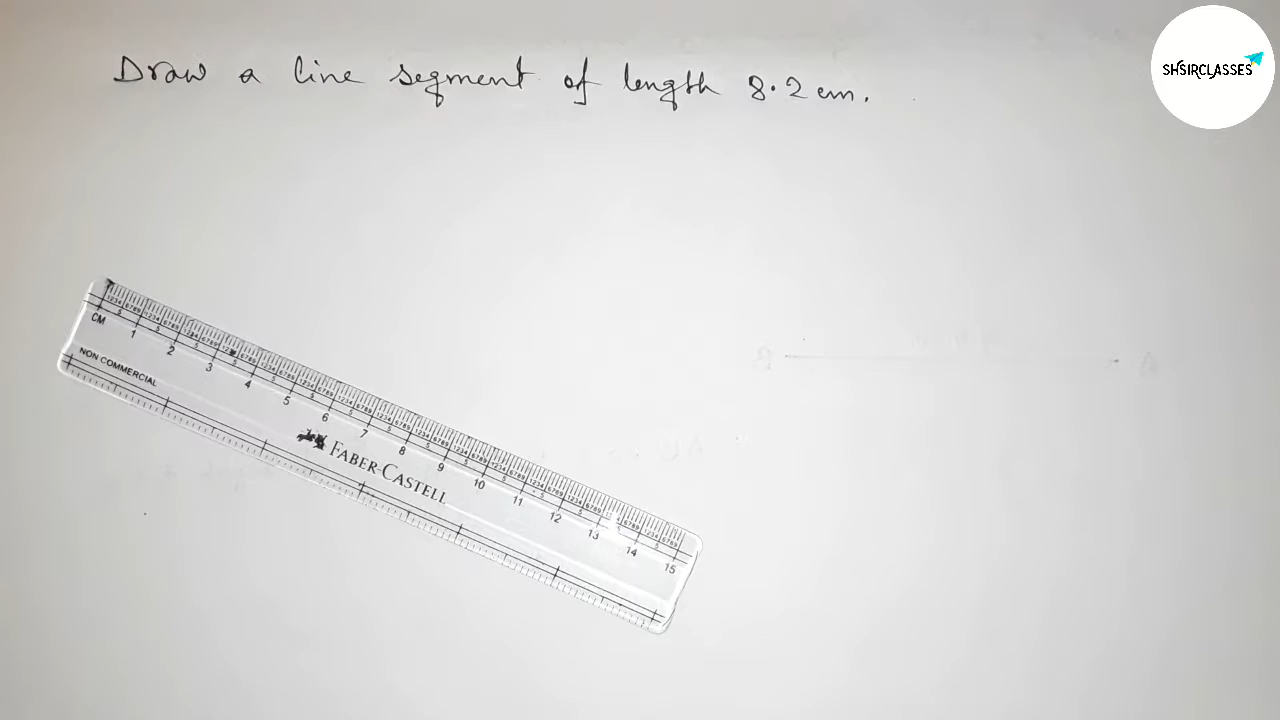 Draw a line segment of length 8.2 cm.
SHSIRCLASSES
CM 1 2 3 4 5 6 7 8 9 10 11 12 13 14 15
NON COMMERCIAL
FABER-CASTELL